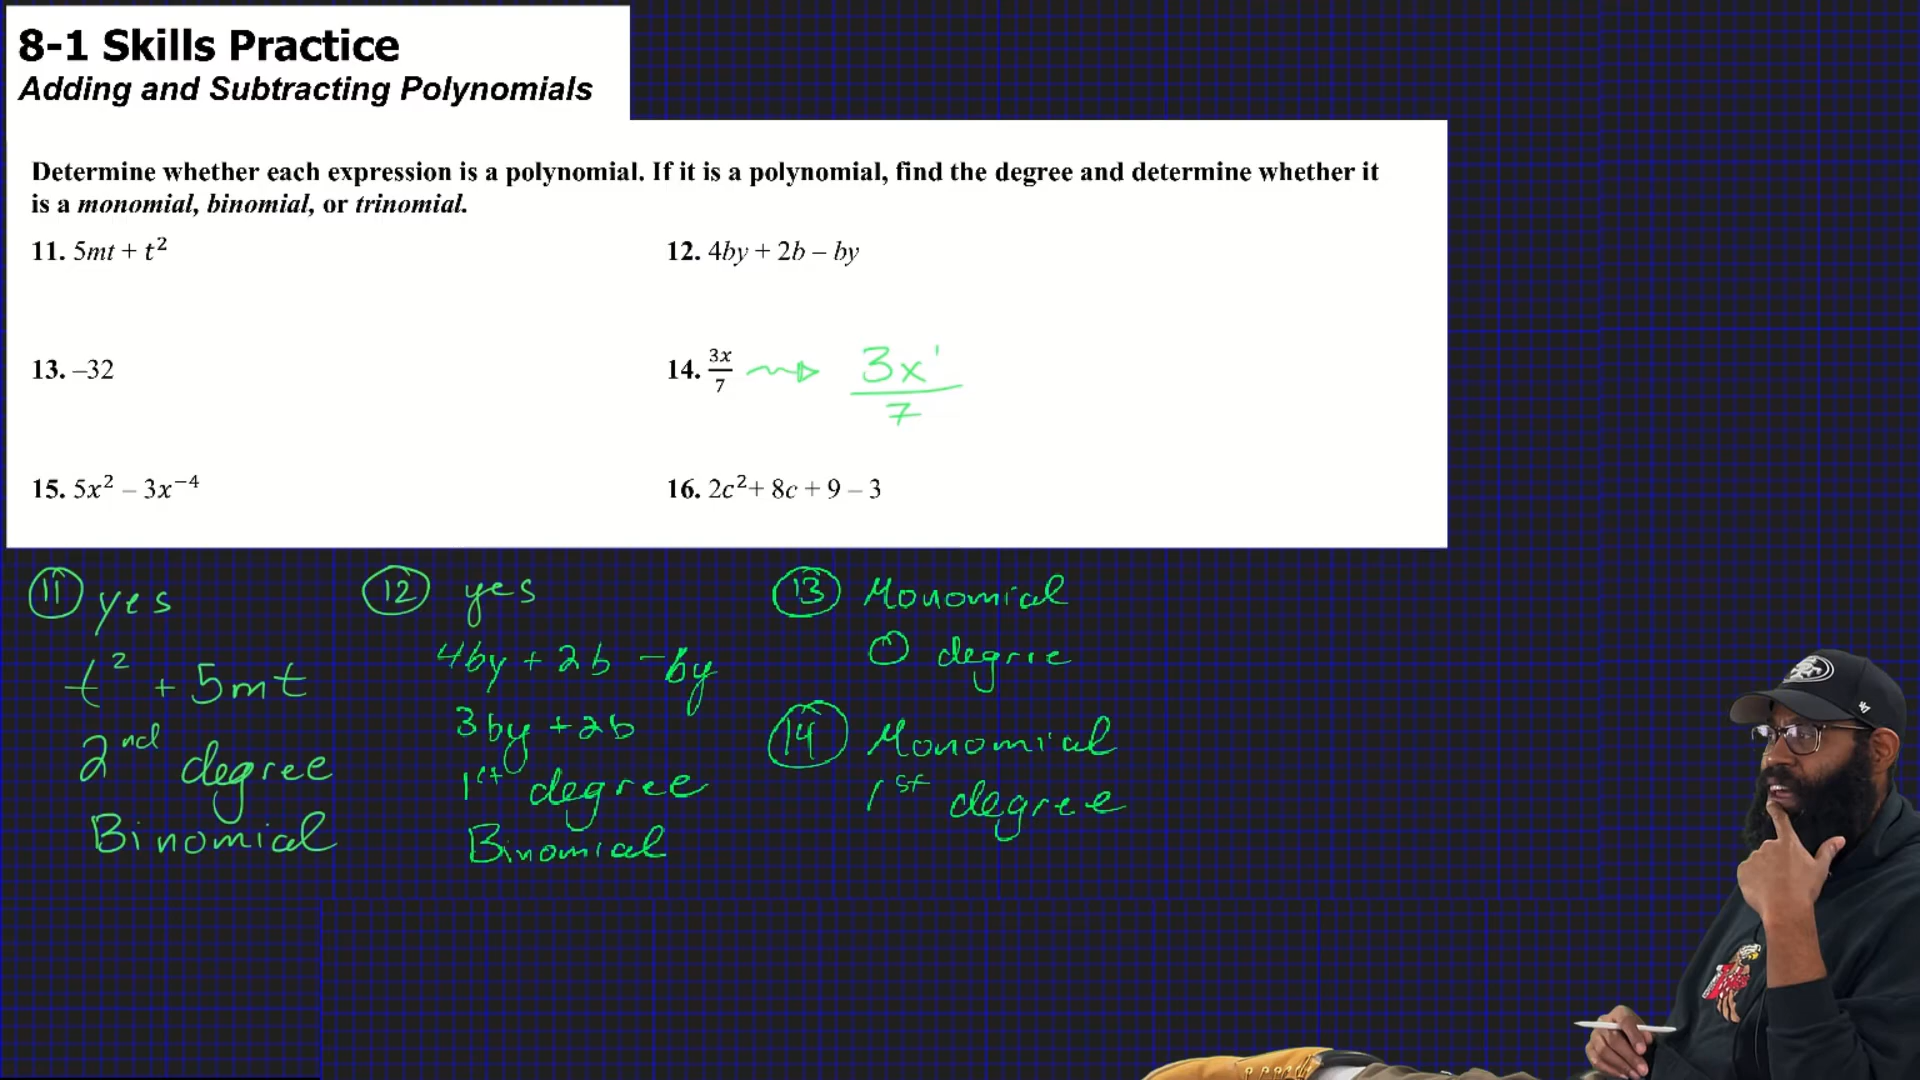 8-1 Skills Practice
Adding and Subtracting Polynomials
Determine whether each expression is a polynomial. If it is a polynomial, find the degree and determine whether it
is a monomial, binomial, or trinomial.
11. 5mt + t²
12. 4by + 2b – by
13. –32
14. 3x/7
3x¹/7
15. 5x² – 3x⁻⁴
16. 2c²+ 8c + 9 – 3
11 yes
t² + 5mt
2nd degree
Binomial
12 yes
4by + 2b - by
3by + 2b
1st degree
Binomial
13 Monomial
0 degree
14 Monomial
1st degree